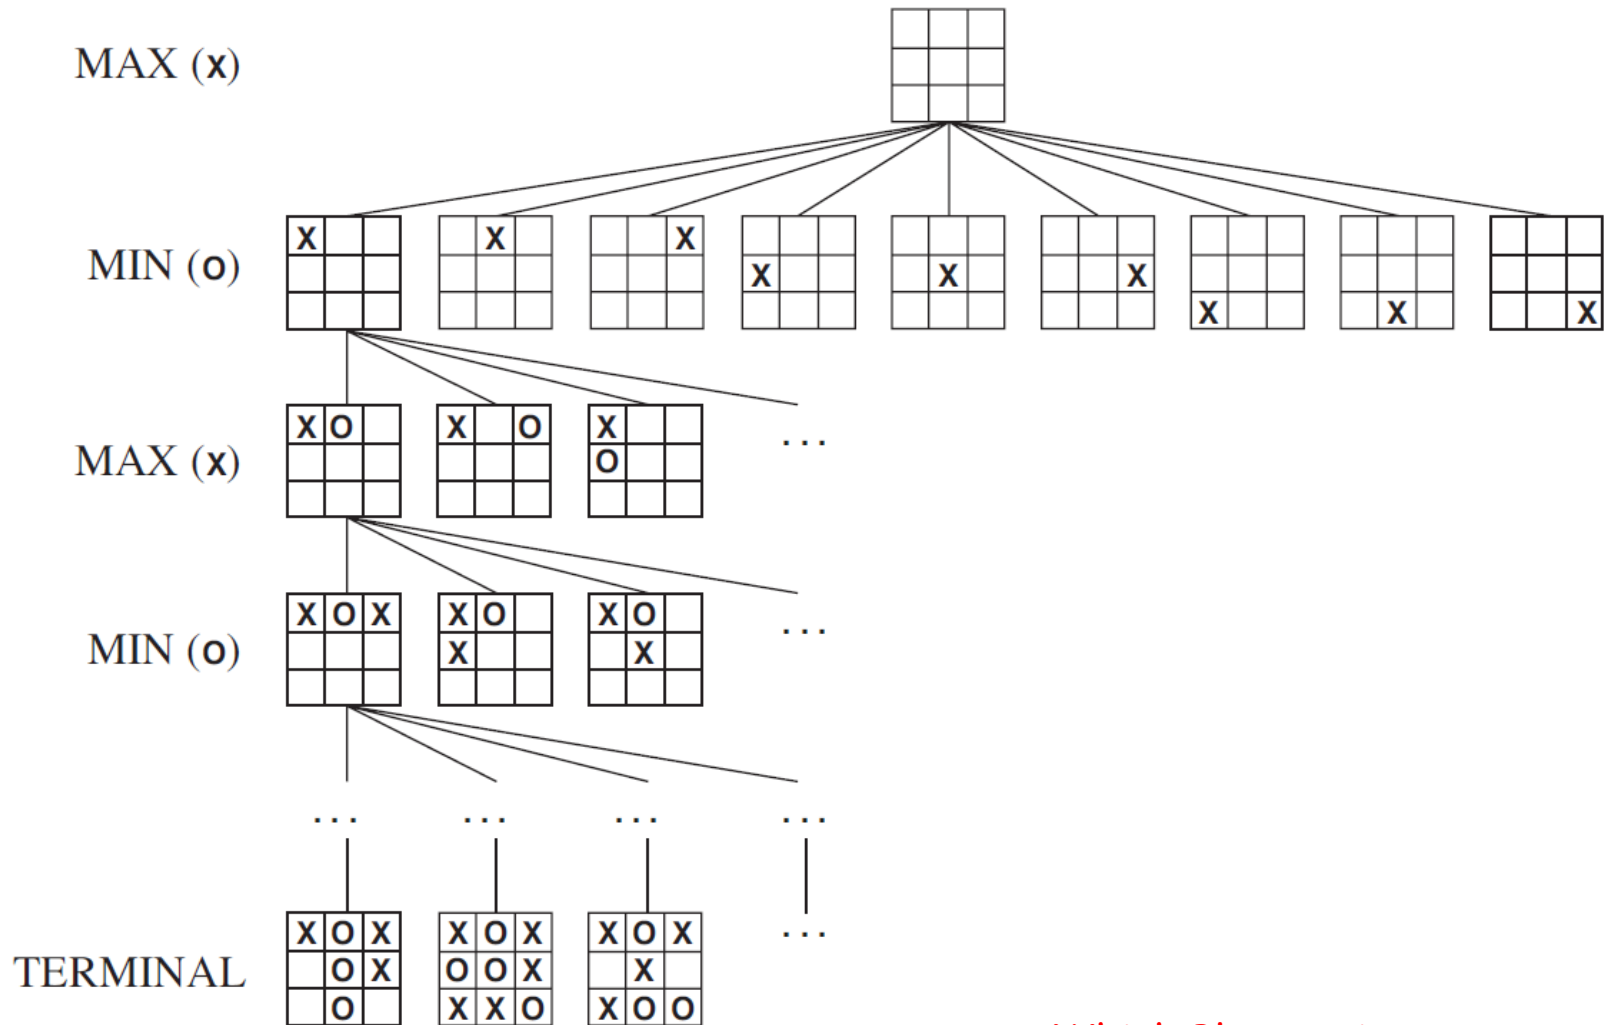 MAX (X)
MIN (O)
X X X X X X X X X
MAX (X)
X O X O X
O
...
MIN (O)
X O X X O X O
X X
...
... ... ... ...
TERMINAL
X O X X O X X O X
O X O O X X
O X X O X O O
...